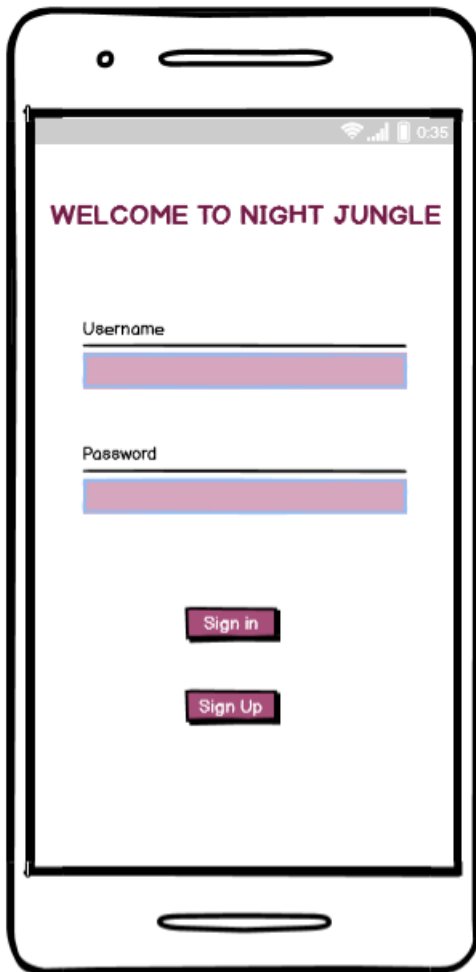 0:35
WELCOME TO NIGHT JUNGLE
Username
Password
Sign in
Sign Up